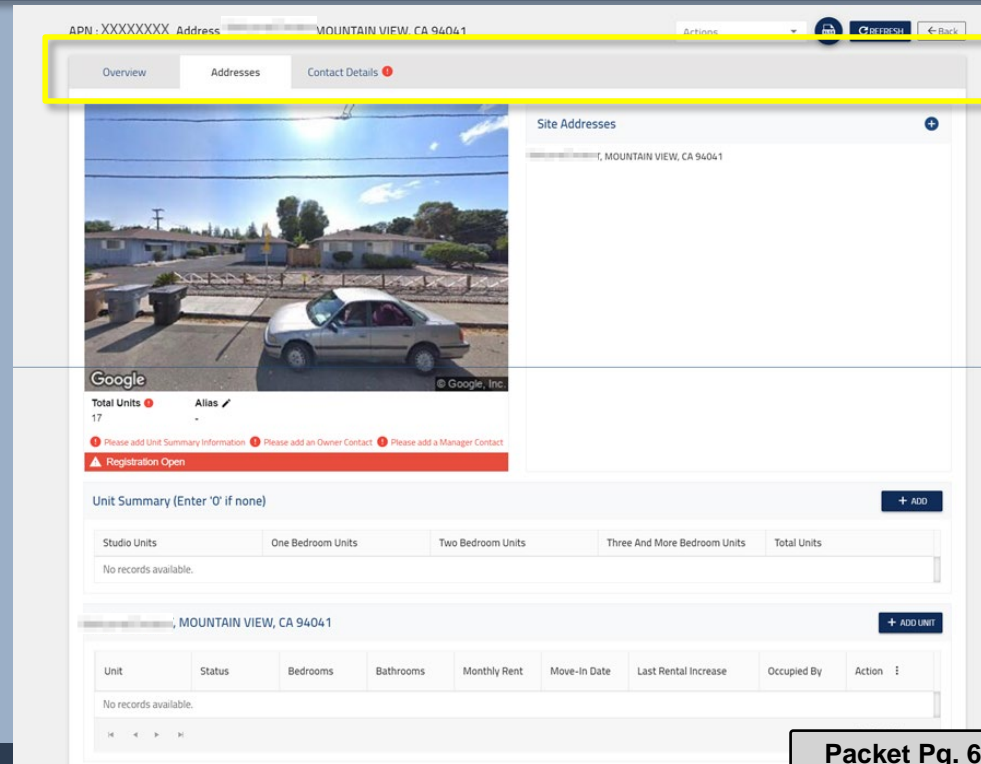 APN : XXXXXXXX Address MOUNTAIN VIEW, CA 94041
Actions REFRESH Back
Overview Addresses Contact Details
Site Addresses
, MOUNTAIN VIEW, CA 94041
Google
© Google, Inc.
Total Units Alias
17 -
Please add Unit Summary Information Please add an Owner Contact Please add a Manager Contact
Registration Open
Unit Summary (Enter '0' if none) + ADD
Studio Units One Bedroom Units Two Bedroom Units Three And More Bedroom Units Total Units
No records available.
, MOUNTAIN VIEW, CA 94041 + ADD UNIT
Unit Status Bedrooms Bathrooms Monthly Rent Move-In Date Last Rental Increase Occupied By Action
No records available.
Packet Pg. 6